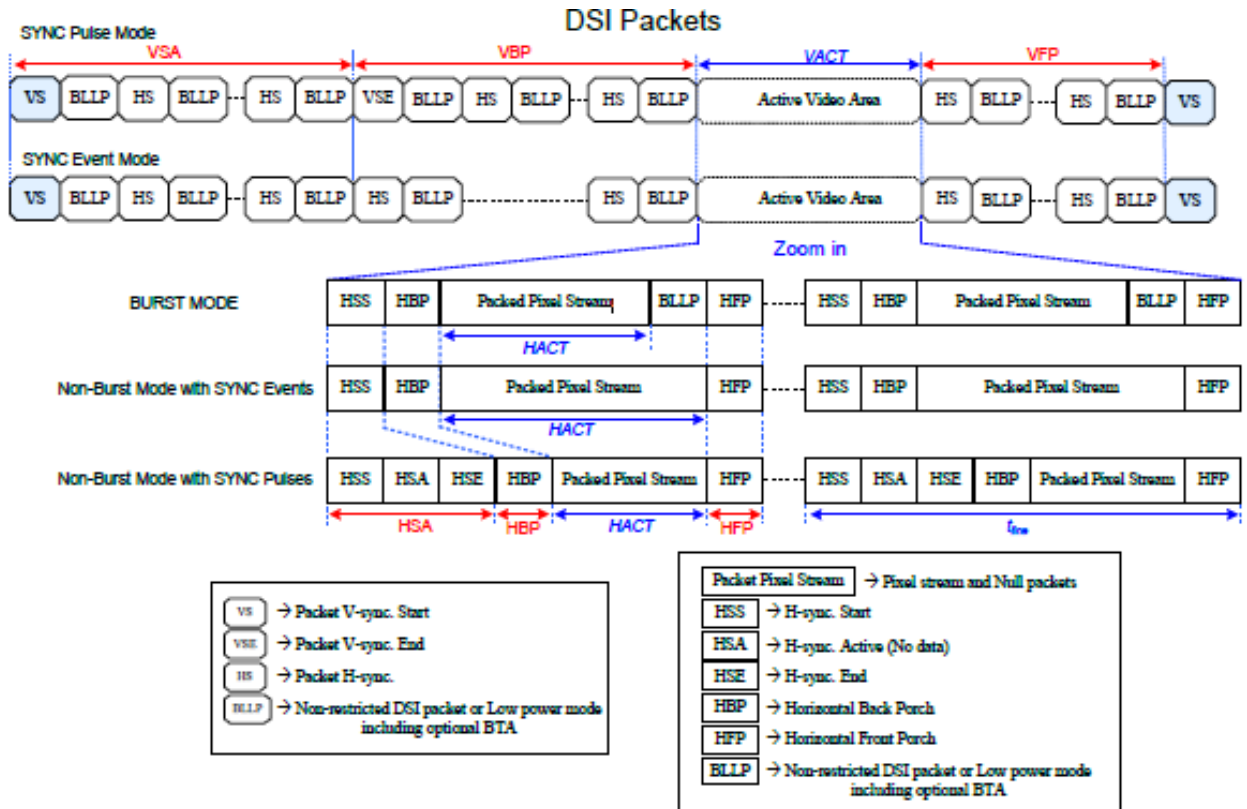 DSI Packets
SYNC Pulse Mode
VSA VBP VACT VFP
VS BLLP HS BLLP HS BLLP VSE BLLP HS BLLP HS BLLP Active Video Area HS BLLP HS BLLP VS
SYNC Event Mode
VS BLLP HS BLLP HS BLLP HS BLLP HS BLLP Active Video Area HS BLLP HS BLLP VS
Zoom in
BURST MODE HSS HBP Packed Pixel Stream BLLP HFP HSS HBP Packed Pixel Stream BLLP HFP
HACT
Non-Burst Mode with SYNC Events HSS HBP Packed Pixel Stream HFP HSS HBP Packed Pixel Stream HFP
HACT
Non-Burst Mode with SYNC Pulses HSS HSA HSE HBP Packed Pixel Stream HFP HSS HSA HSE HBP Packed Pixel Stream HFP
HSA HBP HACT HFP tline
VS → Packet V-sync. Start
VSE → Packet V-sync. End
HS → Packet H-sync.
BLLP → Non-restricted DSI packet or Low power mode
including optional BTA
Packet Pixel Stream → Pixel stream and Null packets
HSS → H-sync. Start
HSA → H-sync. Active (No data)
HSE → H-sync. End
HBP → Horizontal Back Porch
HFP → Horizontal Front Porch
BLLP → Non-restricted DSI packet or Low power mode
including optional BTA